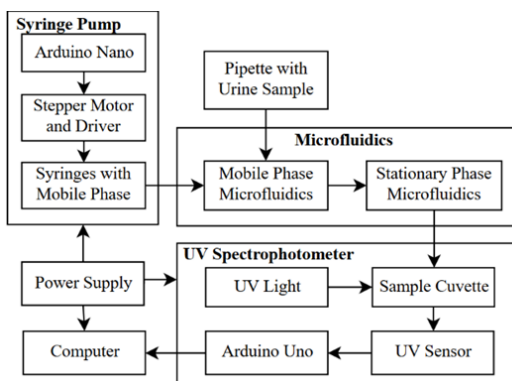 Syringe Pump
Arduino Nano
Stepper Motor
and Driver
Syringes with
Mobile Phase
Pipette with
Urine Sample
Microfluidics
Mobile Phase
Microfluidics
Stationary Phase
Microfluidics
Power Supply
Computer
UV Spectrophotometer
UV Light
Sample Cuvette
Arduino Uno
UV Sensor